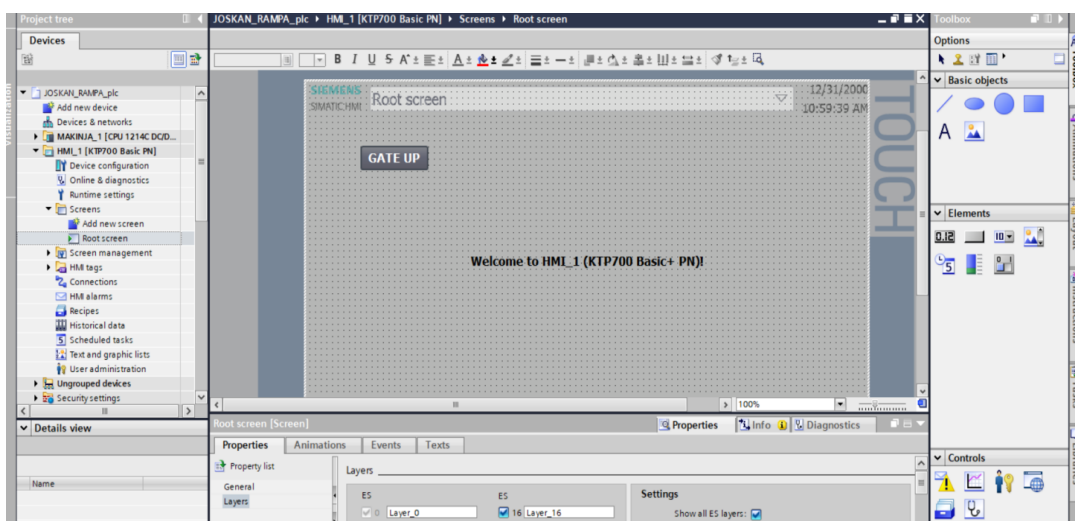 Project tree
JOSKAN_RAMPA_plc ▸ HMI_1 [KTP700 Basic PN] ▸ Screens ▸ Root screen
Toolbox
Devices
Options
B I U S A
Basic objects
JOSKAN_RAMPA_plc
Add new device
Devices & networks
MAKINJA_1 [CPU 1214C DC/D...
HMI_1 [KTP700 Basic PN]
Device configuration
Online & diagnostics
Runtime settings
Screens
Add new screen
Root screen
Screen management
HMI tags
Connections
HMI alarms
Recipes
Historical data
Scheduled tasks
Text and graphic lists
User administration
Ungrouped devices
Security settings
SIEMENS
SIMATIC HMI
Root screen
12/31/2000
10:59:39 AM
TOUCH
GATE UP
Welcome to HMI_1 (KTP700 Basic+ PN)!
A
Elements
0.12
10
5
0 1
100%
Details view
Name
Root screen [Screen]
Properties
Info
Diagnostics
Properties
Animations
Events
Texts
Property list
General
Layers
Layers
ES
ES
0 Layer_0
16 Layer_16
Settings
Show all ES layers:
Controls